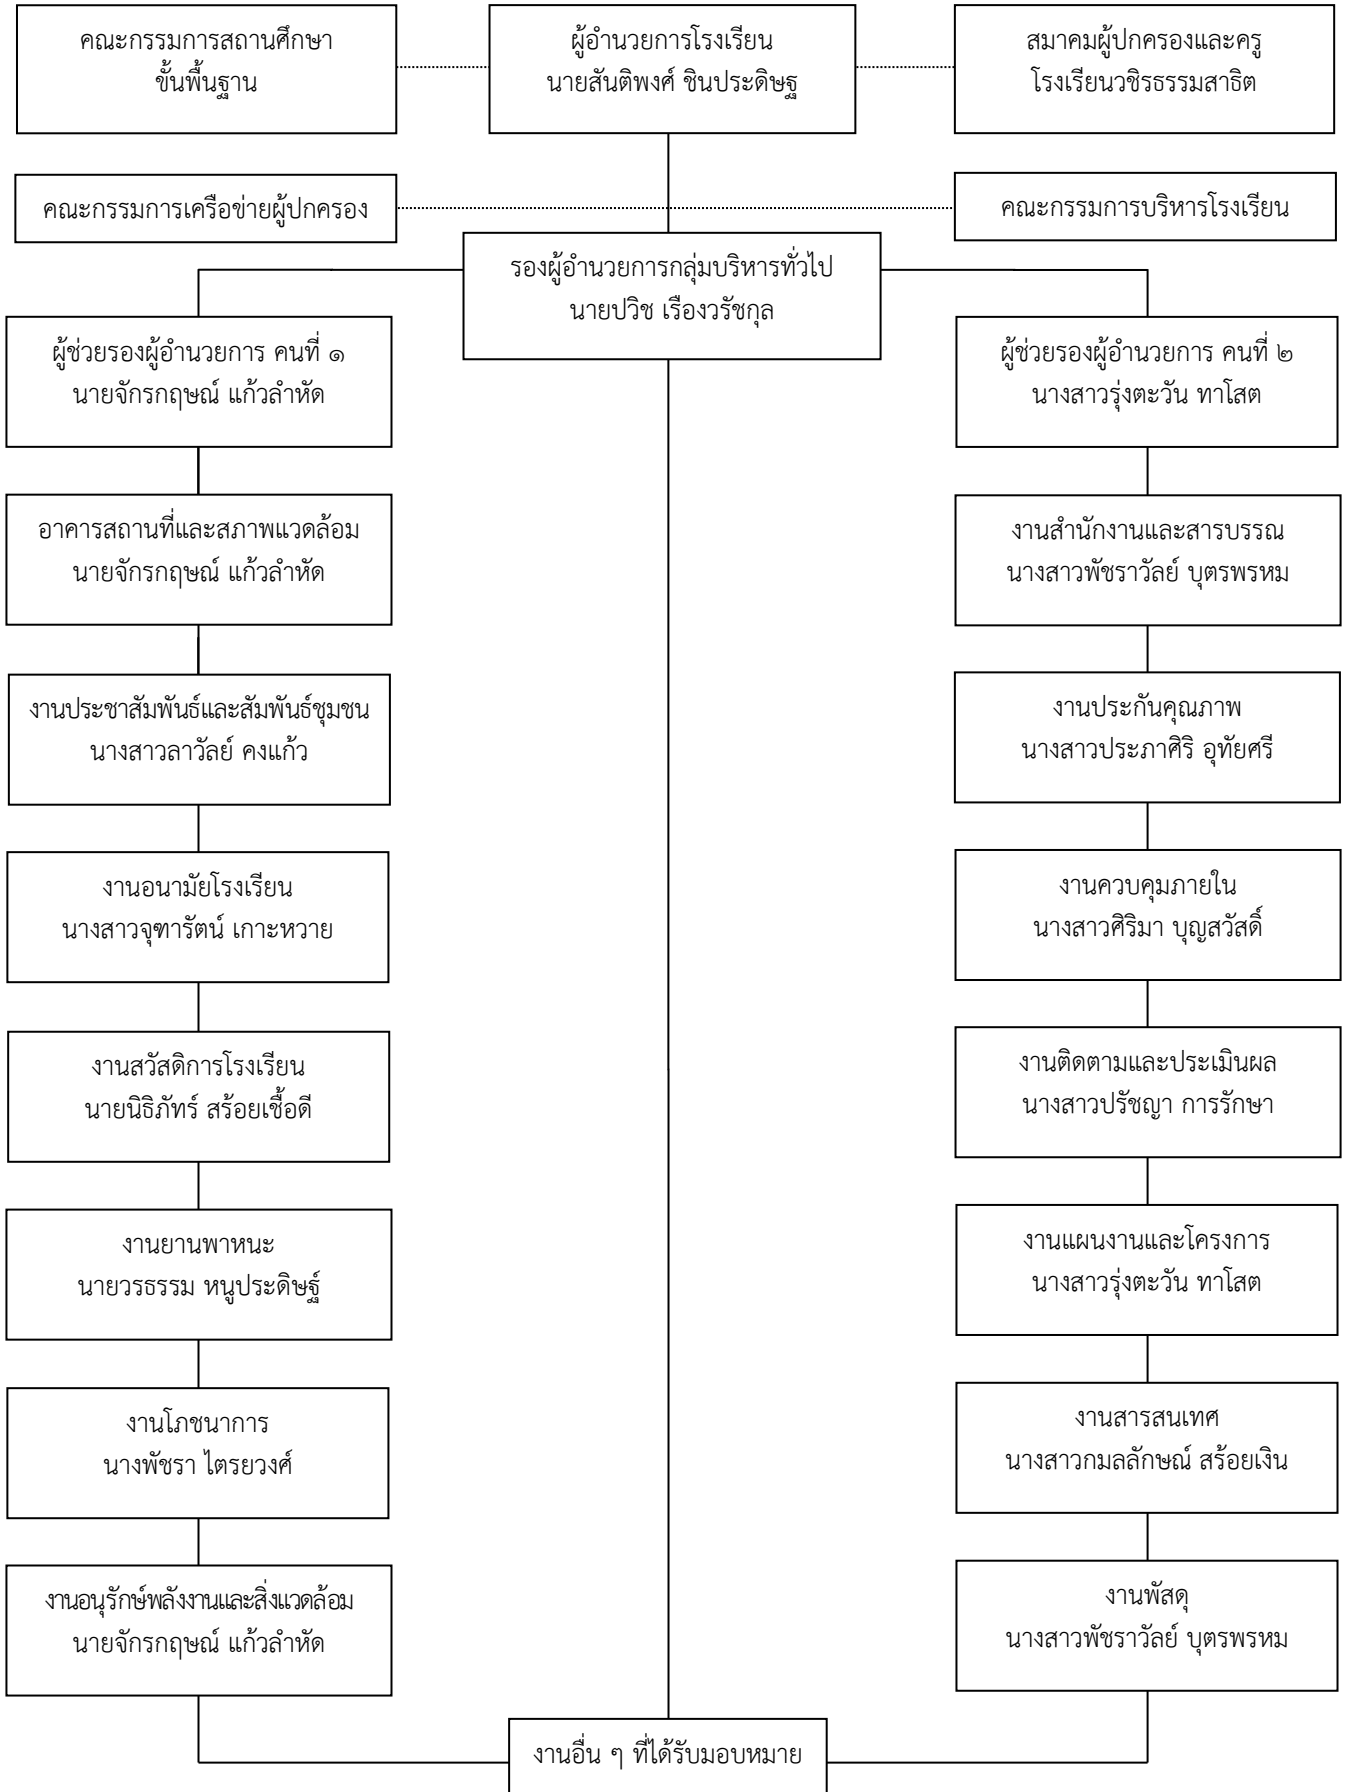 คณะกรรมการสถานศึกษา
ขั้นพื้นฐาน
ผู้อำนวยการโรงเรียน
นายสันติพงศ์ ชินประดิษฐ
สมาคมผู้ปกครองและครู
โรงเรียนวชิรธรรมสาธิต
คณะกรรมการเครือข่ายผู้ปกครอง
คณะกรรมการบริหารโรงเรียน
รองผู้อำนวยการกลุ่มบริหารทั่วไป
นายปวิช เรืองวรัชกุล
ผู้ช่วยรองผู้อำนวยการ คนที่ ๑
นายจักรกฤษณ์ แก้วลำหัด
ผู้ช่วยรองผู้อำนวยการ คนที่ ๒
นางสาวรุ่งตะวัน ทาโสต
อาคารสถานที่และสภาพแวดล้อม
นายจักรกฤษณ์ แก้วลำหัด
งานสำนักงานและสารบรรณ
นางสาวพัชราวัลย์ บุตรพรหม
งานประชาสัมพันธ์และสัมพันธ์ชุมชน
นางสาวลาวัลย์ คงแก้ว
งานประกันคุณภาพ
นางสาวประภาศิริ อุทัยศรี
งานอนามัยโรงเรียน
นางสาวจุฑารัตน์ เกาะหวาย
งานควบคุมภายใน
นางสาวศิริมา บุญสวัสดิ์
งานสวัสดิการโรงเรียน
นายนิธิภัทร์ สร้อยเชื้อดี
งานติดตามและประเมินผล
นางสาวปรัชญา การรักษา
งานยานพาหนะ
นายวรธรรม หนูประดิษฐ์
งานแผนงานและโครงการ
นางสาวรุ่งตะวัน ทาโสต
งานโภชนาการ
นางพัชรา ไตรยวงศ์
งานสารสนเทศ
นางสาวกมลลักษณ์ สร้อยเงิน
งานอนุรักษ์พลังงานและสิ่งแวดล้อม
นายจักรกฤษณ์ แก้วลำหัด
งานพัสดุ
นางสาวพัชราวัลย์ บุตรพรหม
งานอื่น ๆ ที่ได้รับมอบหมาย